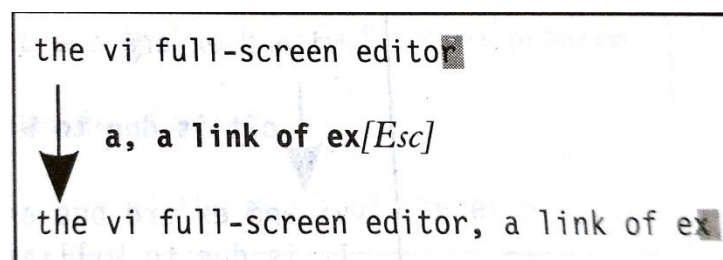 the vi full-screen editor
a, a link of ex[Esc]
the vi full-screen editor, a link of ex